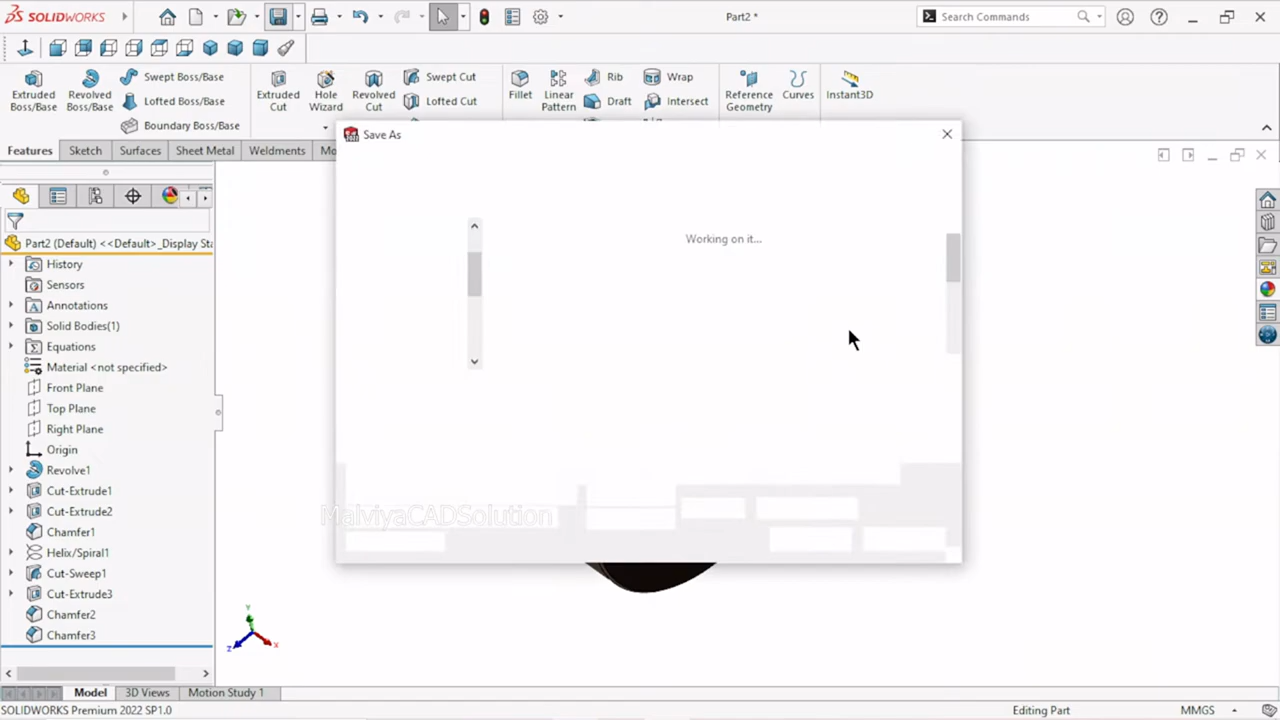 SOLIDWORKS
Part2 *
Search Commands
Extruded Boss/Base
Revolved Boss/Base
Swept Boss/Base
Lofted Boss/Base
Boundary Boss/Base
Extruded Cut
Hole Wizard
Revolved Cut
Swept Cut
Lofted Cut
Fillet
Linear Pattern
Rib
Draft
Wrap
Intersect
Reference Geometry
Curves
Instant3D
Features
Sketch
Surfaces
Sheet Metal
Weldments
Mo
Save As
Working on it...
Part2 (Default) <<Default>_Display Sta
History
Sensors
Annotations
Solid Bodies(1)
Equations
Material <not specified>
Front Plane
Top Plane
Right Plane
Origin
Revolve1
Cut-Extrude1
Cut-Extrude2
Chamfer1
Helix/Spiral1
Cut-Sweep1
Cut-Extrude3
Chamfer2
Chamfer3
MalviyaCADSolution
Y
Z
X
Model
3D Views
Motion Study 1
SOLIDWORKS Premium 2022 SP1.0
Editing Part
MMGS